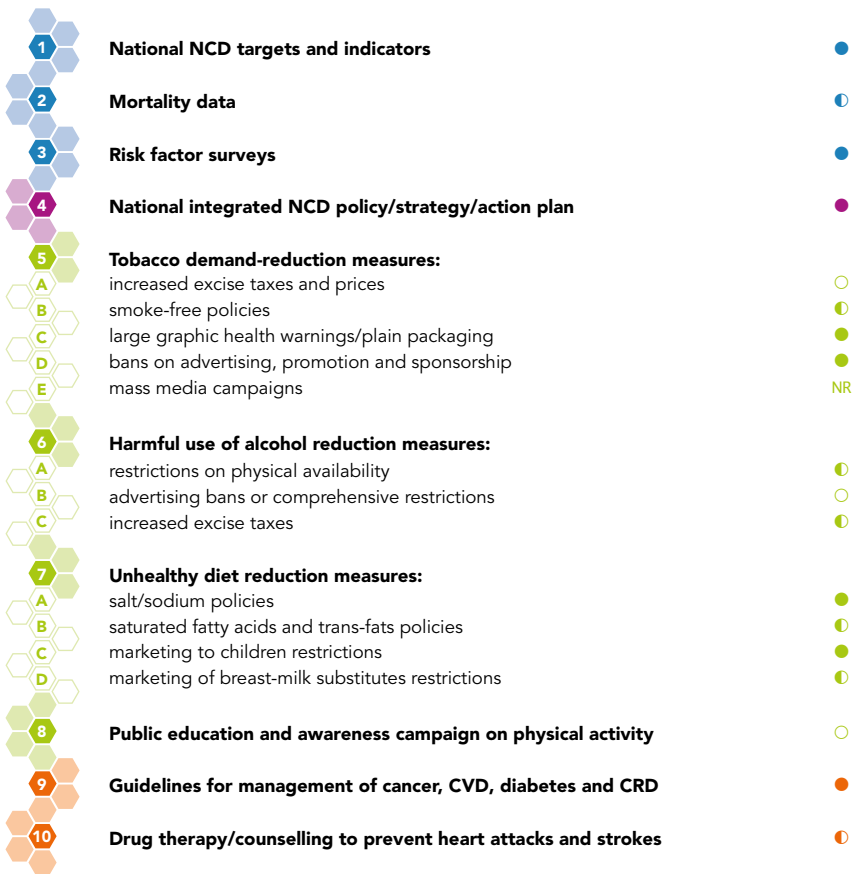 1 National NCD targets and indicators ●
2 Mortality data ◐
3 Risk factor surveys ●
4 National integrated NCD policy/strategy/action plan ●
5 Tobacco demand-reduction measures:
A increased excise taxes and prices ○
B smoke-free policies ◐
C large graphic health warnings/plain packaging ●
D bans on advertising, promotion and sponsorship ●
E mass media campaigns NR
6 Harmful use of alcohol reduction measures:
A restrictions on physical availability ◐
B advertising bans or comprehensive restrictions ○
C increased excise taxes ◐
7 Unhealthy diet reduction measures:
A salt/sodium policies ●
B saturated fatty acids and trans-fats policies ◐
C marketing to children restrictions ●
D marketing of breast-milk substitutes restrictions ◐
8 Public education and awareness campaign on physical activity ○
9 Guidelines for management of cancer, CVD, diabetes and CRD ●
10 Drug therapy/counselling to prevent heart attacks and strokes ◐